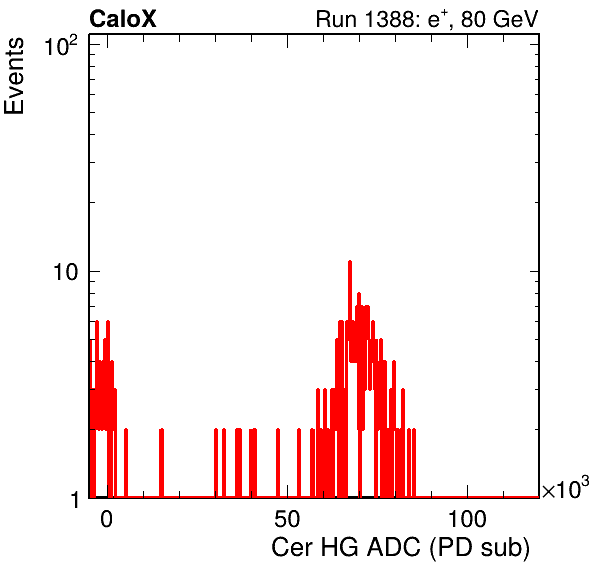 CaloX Run 1388: e⁺, 80 GeV
Events
10²
10
1
0 50 100 ×10³
Cer HG ADC (PD sub)